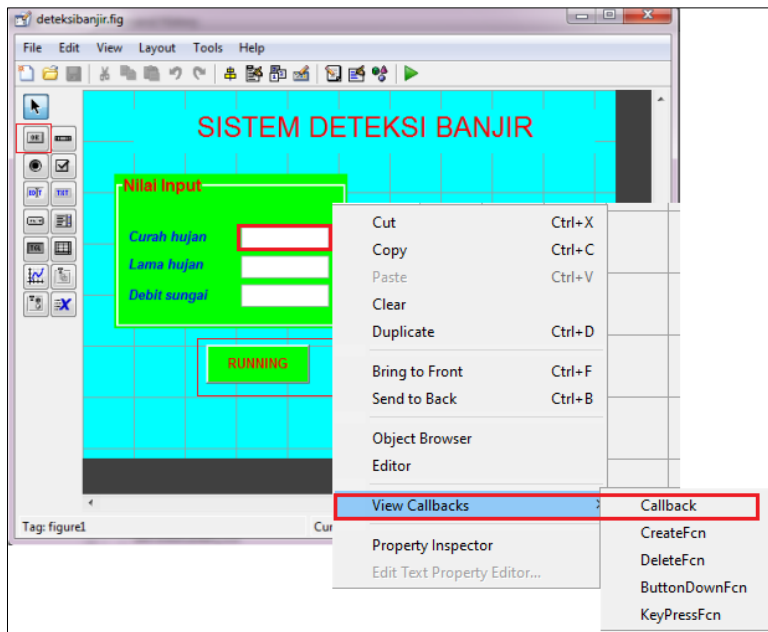 deteksibanjir.fig
File Edit View Layout Tools Help
SISTEM DETEKSI BANJIR
Nilai Input
Curah hujan
Lama hujan
Debit sungai
RUNNING
Tag: figure1
Cur
Cut Ctrl+X
Copy Ctrl+C
Paste Ctrl+V
Clear
Duplicate Ctrl+D
Bring to Front Ctrl+F
Send to Back Ctrl+B
Object Browser
Editor
View Callbacks
Property Inspector
Edit Text Property Editor...
Callback
CreateFcn
DeleteFcn
ButtonDownFcn
KeyPressFcn